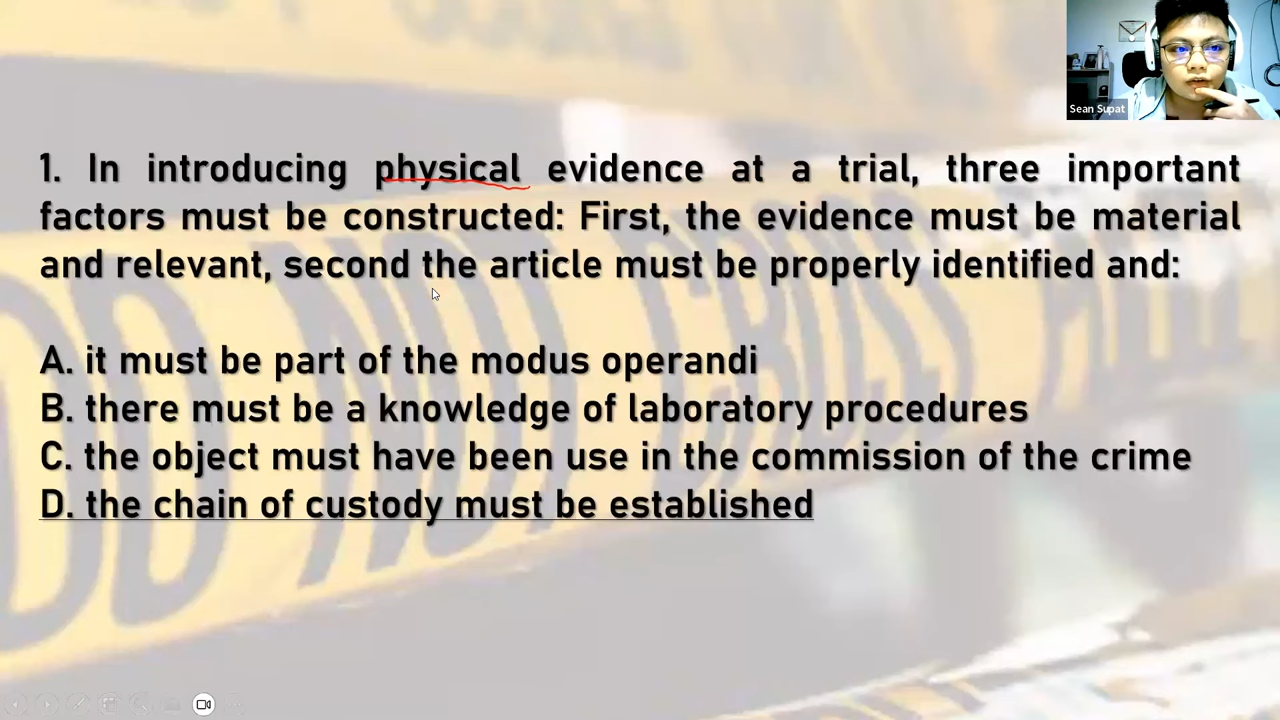 Sean Supat
1. In introducing physical evidence at a trial, three important
factors must be constructed: First, the evidence must be material
and relevant, second the article must be properly identified and:
A. it must be part of the modus operandi
B. there must be a knowledge of laboratory procedures
C. the object must have been use in the commission of the crime
D. the chain of custody must be established
DO NOT CROSS